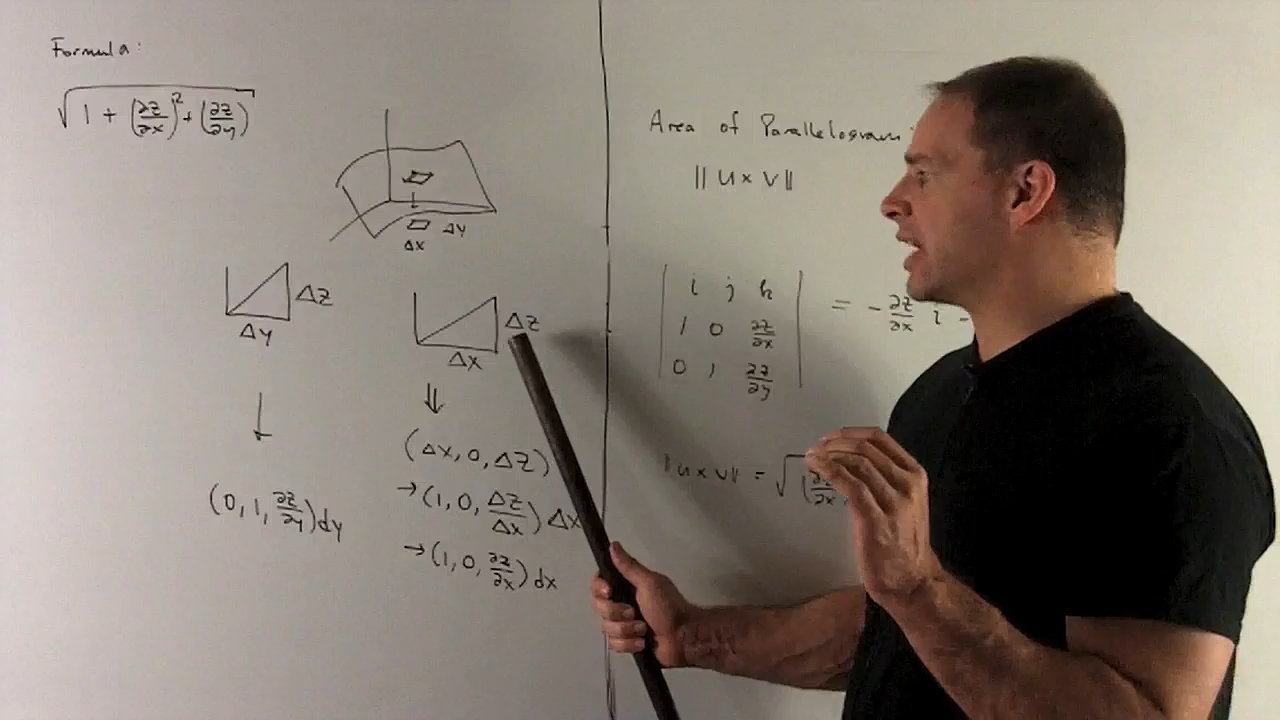 Formula:
√(1 + (∂z/∂x)² + (∂z/∂y))
Δx Δy
Δz
Δy
Δz
Δx
(Δx, 0, Δz)
→ (1, 0, Δz/Δx) Δx
→ (1, 0, ∂z/∂x) dx
(0, 1, ∂z/∂y) dy
Area of Parallelogram:
‖u × v‖
| i j k |
| 1 0 ∂z/∂x |
| 0 1 ∂z/∂y |
= - ∂z/∂x i -
‖u × v‖ = √(∂z/∂x